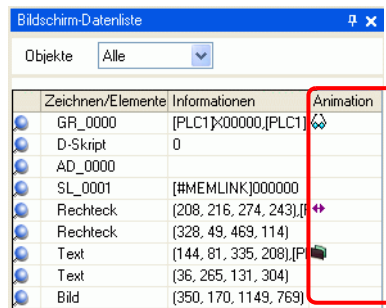 Bildschirm-Datenliste
Objekte Alle
Zeichnen/Elemente Informationen Animation
GR_0000 [PLC1]X00000,[PLC1]
D-Skript 0
AD_0000
SL_0001 [#MEMLINK]000000
Rechteck (208, 216, 274, 243),[F
Rechteck (328, 49, 469, 114)
Text (144, 81, 335, 208),[Pl
Text (36, 265, 131, 304)
Bild (350, 170, 1149, 769)